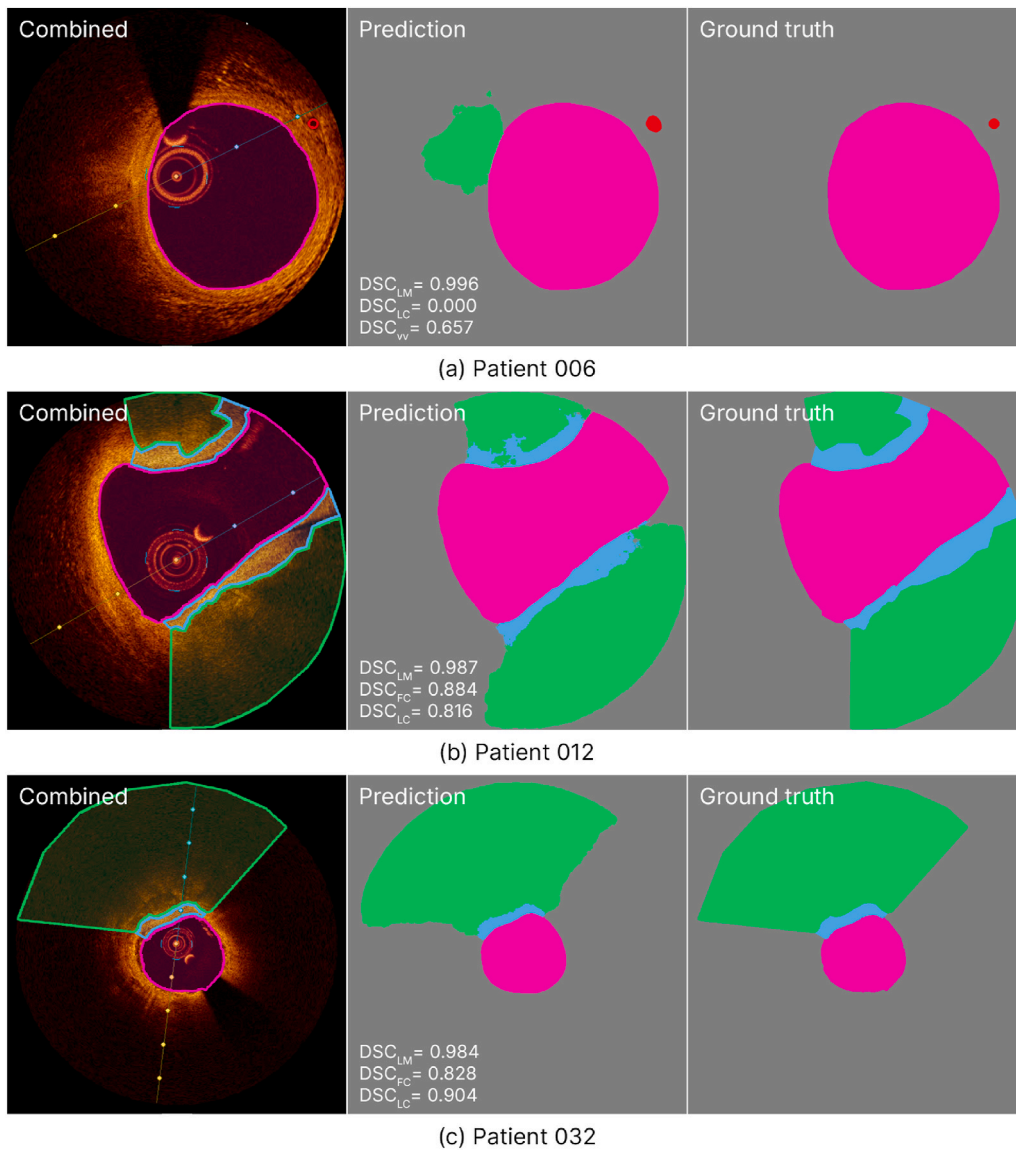 Combined Prediction Ground truth
DSC_LM= 0.996
DSC_LC= 0.000
DSC_VV= 0.657
(a) Patient 006
Combined Prediction Ground truth
DSC_LM= 0.987
DSC_FC= 0.884
DSC_LC= 0.816
(b) Patient 012
Combined Prediction Ground truth
DSC_LM= 0.984
DSC_FC= 0.828
DSC_LC= 0.904
(c) Patient 032